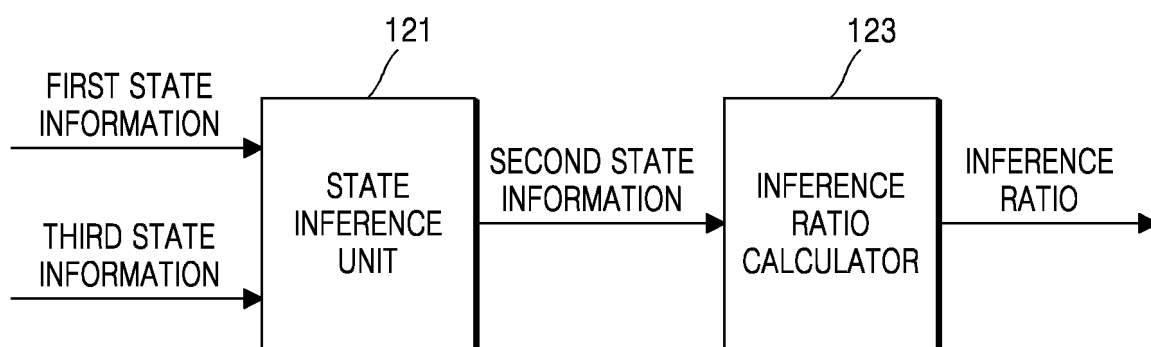 121
123
FIRST STATE
INFORMATION
THIRD STATE
INFORMATION
STATE
INFERENCE
UNIT
SECOND STATE
INFORMATION
INFERENCE
RATIO
CALCULATOR
INFERENCE
RATIO